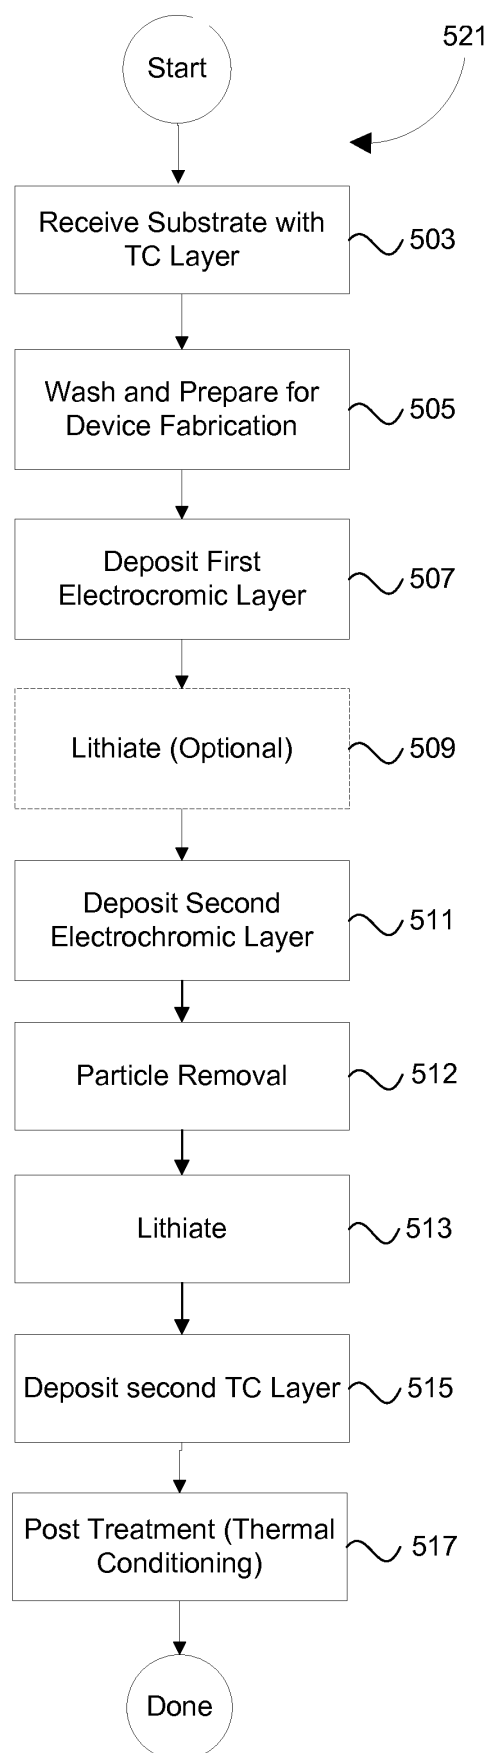 Start
521
Receive Substrate with
TC Layer
503
Wash and Prepare for
Device Fabrication
505
Deposit First
Electrocromic Layer
507
Lithiate (Optional)
509
Deposit Second
Electrochromic Layer
511
Particle Removal
512
Lithiate
513
Deposit second TC Layer
515
Post Treatment (Thermal
Conditioning)
517
Done